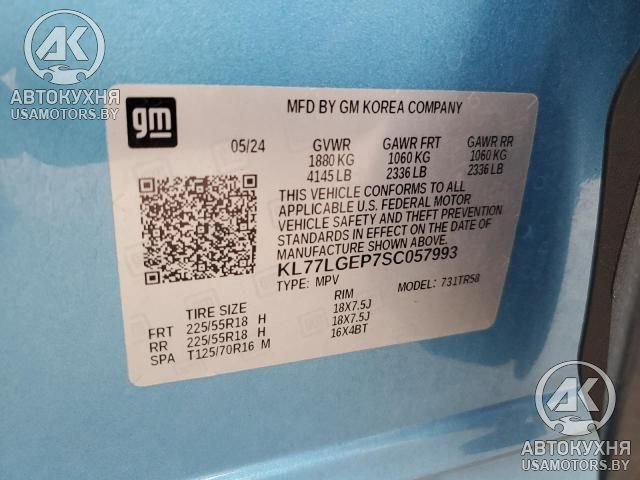 АК
АВТОКУХНЯ
USAMOTORS.BY
gm
MFD BY GM KOREA COMPANY
05/24 GVWR GAWR FRT GAWR RR
1880 KG 1060 KG 1060 KG
4145 LB 2336 LB 2336 LB
THIS VEHICLE CONFORMS TO ALL
APPLICABLE U.S. FEDERAL MOTOR
VEHICLE SAFETY AND THEFT PREVENTION
STANDARDS IN EFFECT ON THE DATE OF
MANUFACTURE SHOWN ABOVE.
KL77LGEP7SC057993
TYPE: MPV MODEL: 731TR58
TIRE SIZE RIM
FRT 225/55R18 H 18X7.5J
RR 225/55R18 H 18X7.5J
SPA T125/70R16 M 16X4BT
АК
АВТОКУХНЯ
USAMOTORS.BY